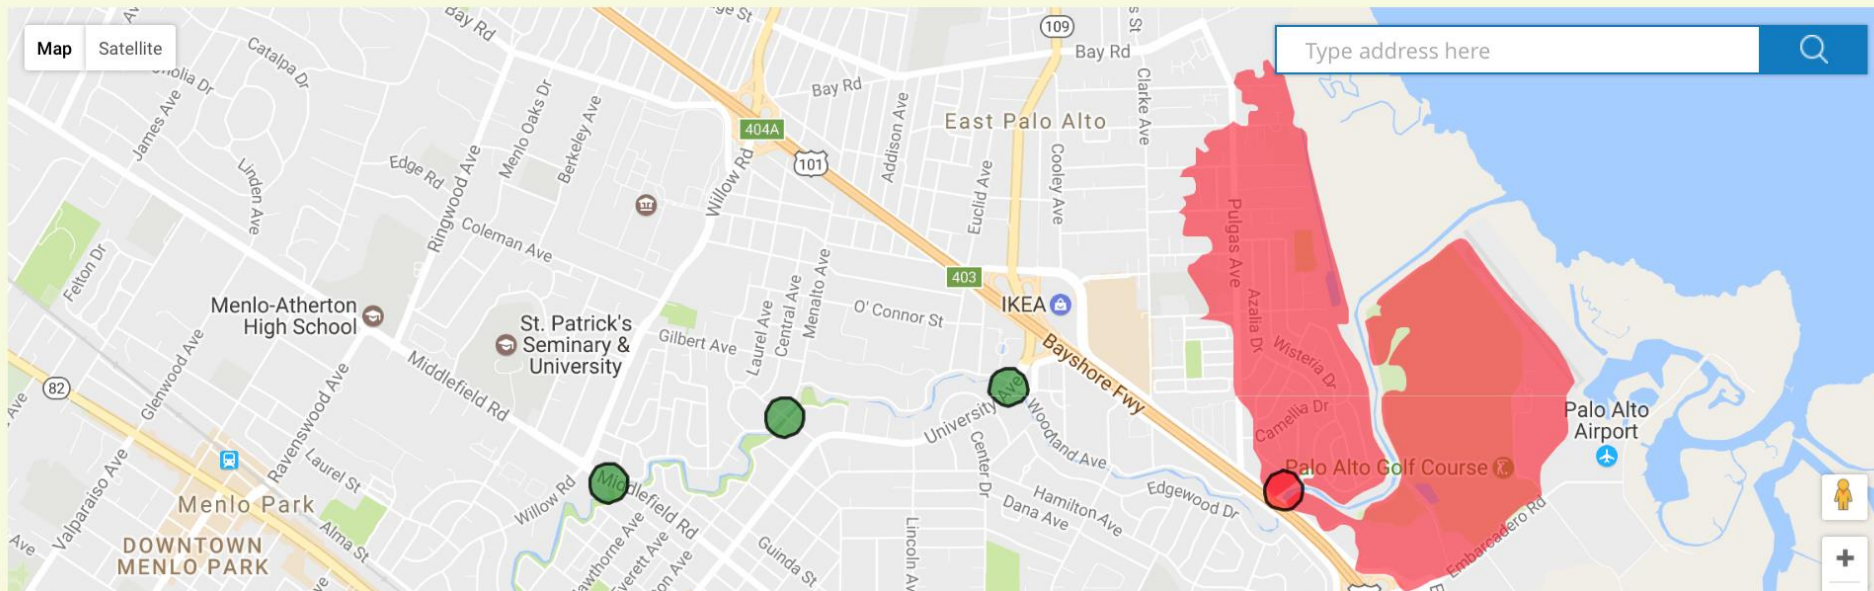 Map
Satellite
Type address here
Bay Rd
Catalpa Dr
James Ave
Linden Ave
Edge Rd
Ringwood Ave
Menlo Oaks Dr
Berkeley Ave
Coleman Ave
Willow Rd
404A
101
Bay Rd
Addison Ave
109
Bay Rd
Clarke Ave
East Palo Alto
Cooley Ave
Euclid Ave
Pulgas Ave
Felton Dr
Menlo-Atherton
High School
St. Patrick's
Seminary &
University
Gilbert Ave
Laurel Ave
Central Ave
Menalto Ave
O' Connor St
403
IKEA
Bayshore Fwy
Azalia Dr
Wisteria Dr
Camellia Dr
82
Ave
Glenwood Ave
Ravenswood Ave
Middlefield Rd
University Ave
Woodland Ave
Center Dr
Hamilton Ave
Dana Ave
Edgewood Dr
Palo Alto Golf Course
Palo Alto
Airport
Embarcadero Rd
Valparaiso Ave
Laurel St
Menlo Park
Alma St
DOWNTOWN
MENLO PARK
Willow Rd
Middlefield Rd
Guinda St
Everett Ave
Ave
+